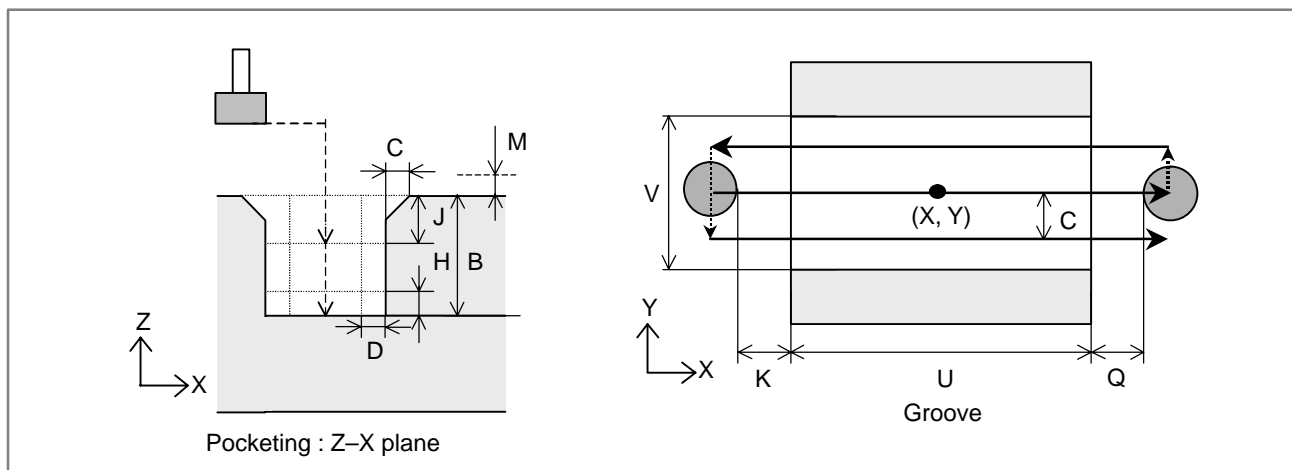 M
C
J
H
B
D
Z
X
Pocketing : Z–X plane
V
(X, Y)
C
Y
X
K
U
Q
Groove